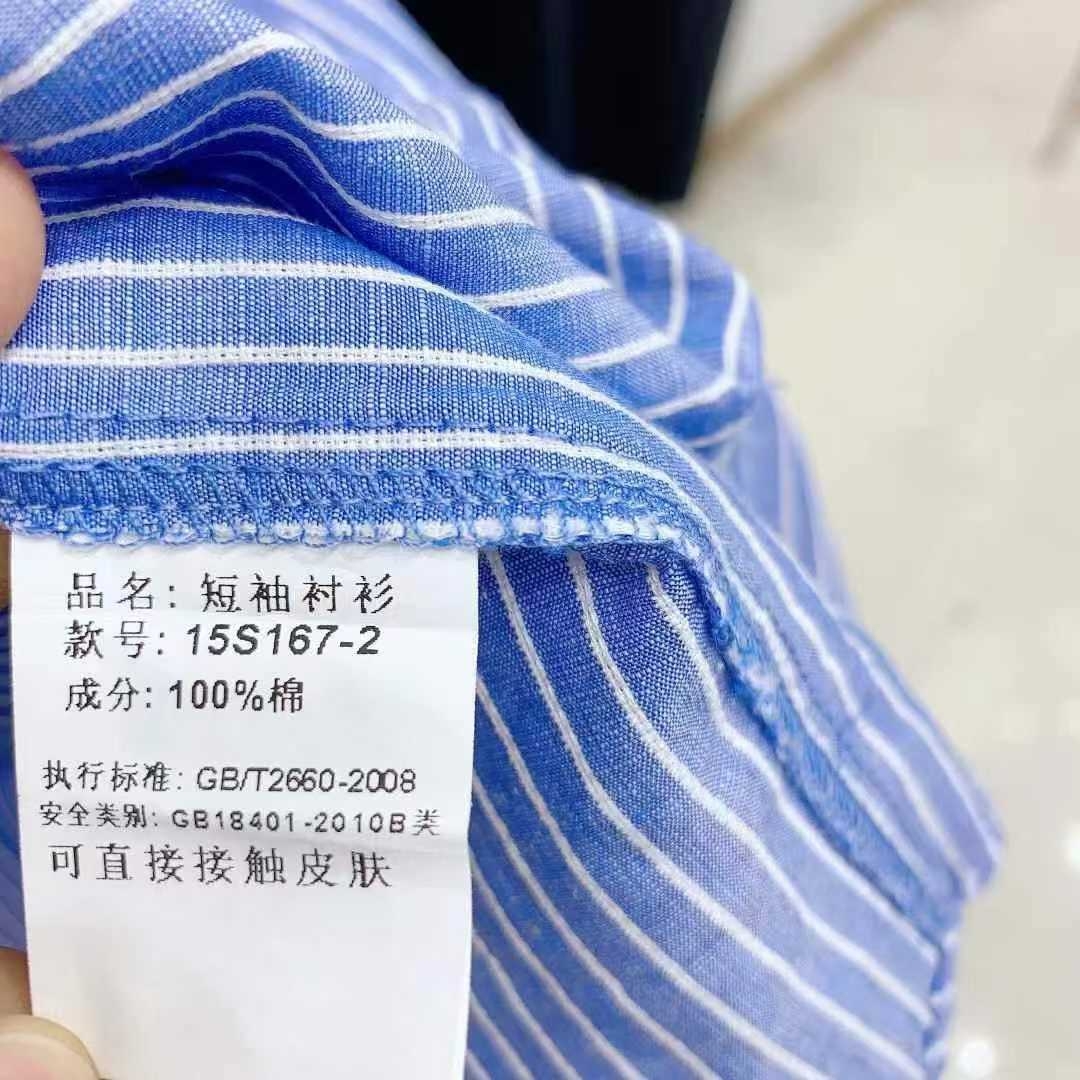 品名: 短袖衬衫
款号: 15S167-2
成分: 100%棉
执行标准: GB/T2660-2008
安全类别: GB18401-2010B类
可直接接触皮肤